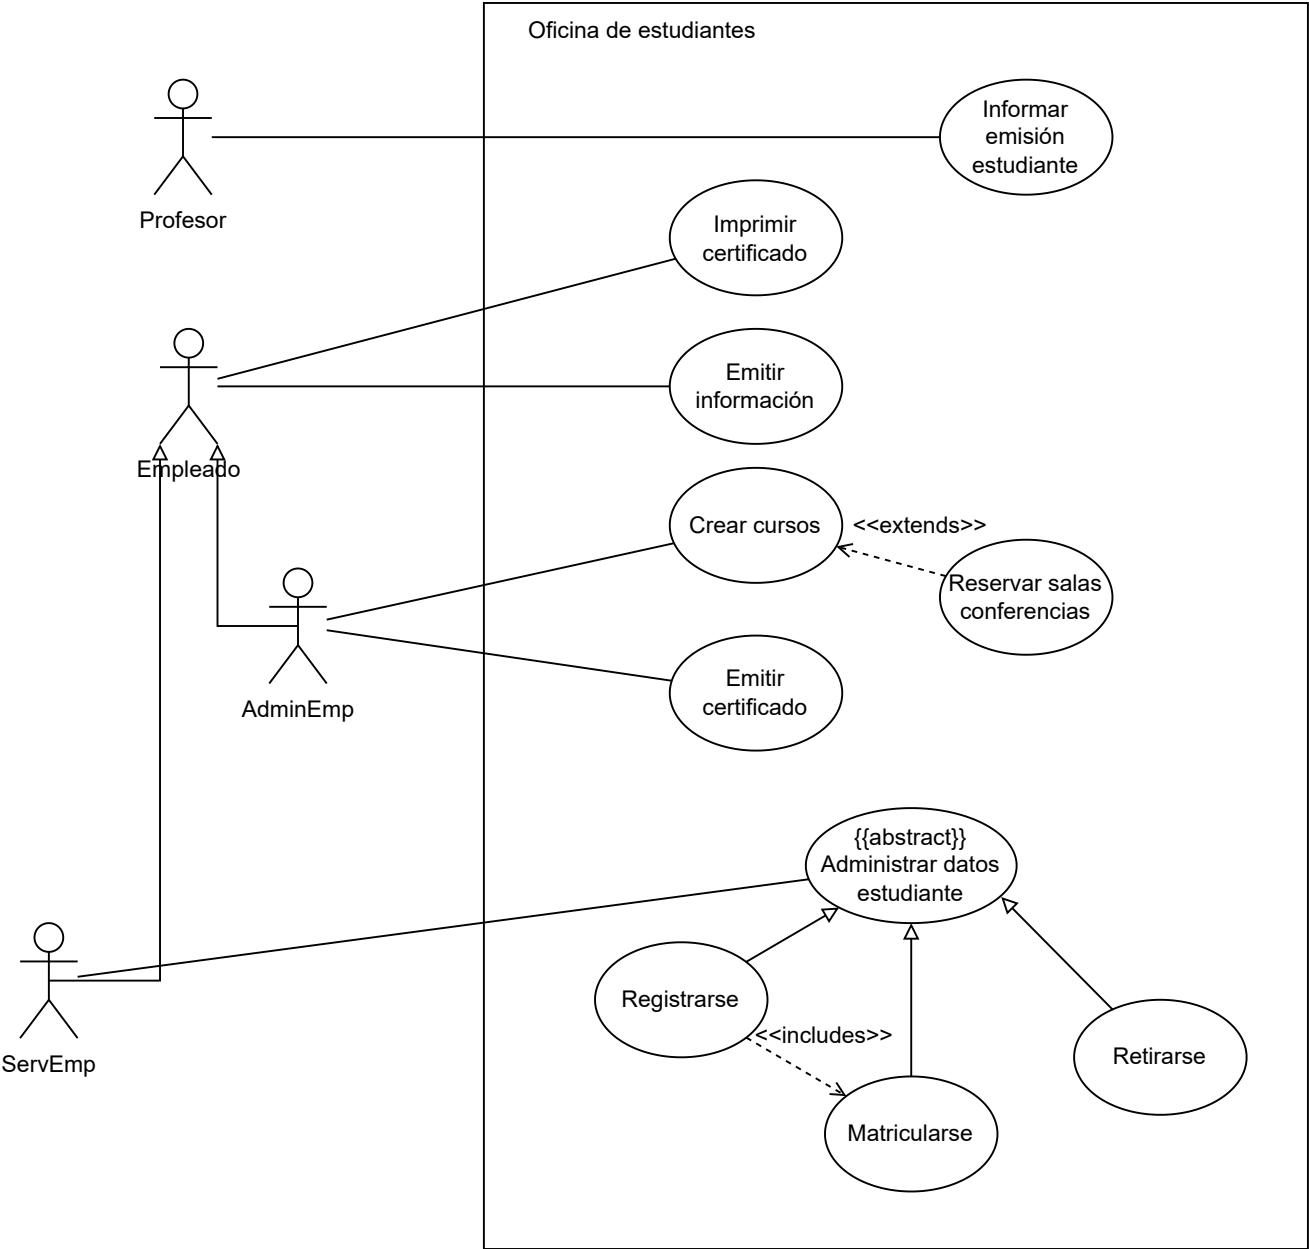 Oficina de estudiantes
Informar
emisión
estudiante
Profesor
Imprimir
certificado
Emitir
información
Empleado
Crear cursos
<<extends>>
Reservar salas
conferencias
Emitir
certificado
AdminEmp
{{abstract}}
Administrar datos
estudiante
Registrarse
<<includes>>
Retirarse
ServEmp
Matricularse